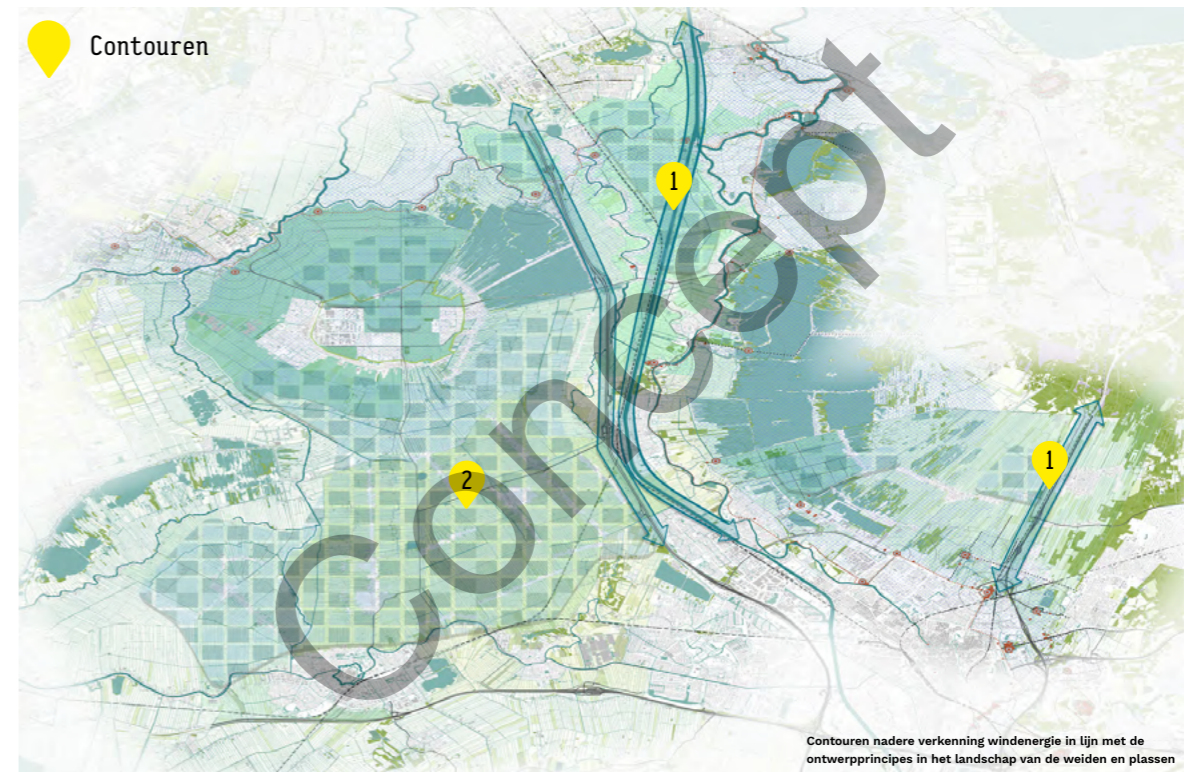 Contouren
1
1
2
Concept
Contouren nadere verkenning windenergie in lijn met de
ontwerpprincipes in het landschap van de weiden en plassen